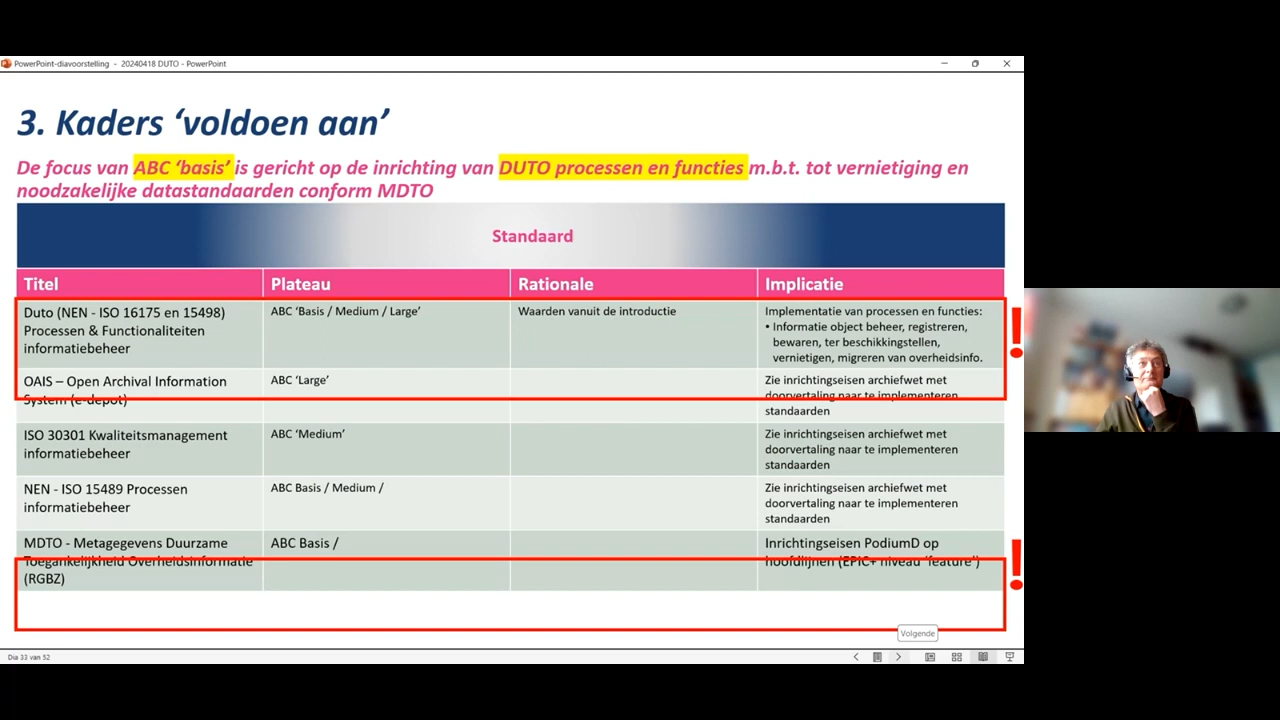 PowerPoint-diavoorstelling - 20240418 DUTO - PowerPoint
3. Kaders ‘voldoen aan’
De focus van ABC ‘basis’ is gericht op de inrichting van DUTO processen en functies m.b.t. tot vernietiging en
noodzakelijke datastandaarden conform MDTO
Standaard
Titel
Plateau
Rationale
Implicatie
Duto (NEN - ISO 16175 en 15498)
Processen & Functionaliteiten
informatiebeheer
ABC ‘Basis / Medium / Large’
Waarden vanuit de introductie
Implementatie van processen en functies:
• Informatie object beheer, registreren,
bewaren, ter beschikkingstellen,
vernietigen, migreren van overheidsinfo.
!
OAIS – Open Archival Information
System (e-depot)
ABC ‘Large’
Zie inrichtingseisen archiefwet met
doorvertaling naar te implementeren
standaarden
ISO 30301 Kwaliteitsmanagement
informatiebeheer
ABC ‘Medium’
Zie inrichtingseisen archiefwet met
doorvertaling naar te implementeren
standaarden
NEN - ISO 15489 Processen
informatiebeheer
ABC Basis / Medium /
Zie inrichtingseisen archiefwet met
doorvertaling naar te implementeren
standaarden
MDTO - Metagegevens Duurzame
Toegankelijkheid Overheidsinformatie
(RGBZ)
ABC Basis /
Inrichtingseisen PodiumD op
hoofdlijnen (EPIC+ niveau ‘feature’)
!
Volgende
Dia 33 van 52